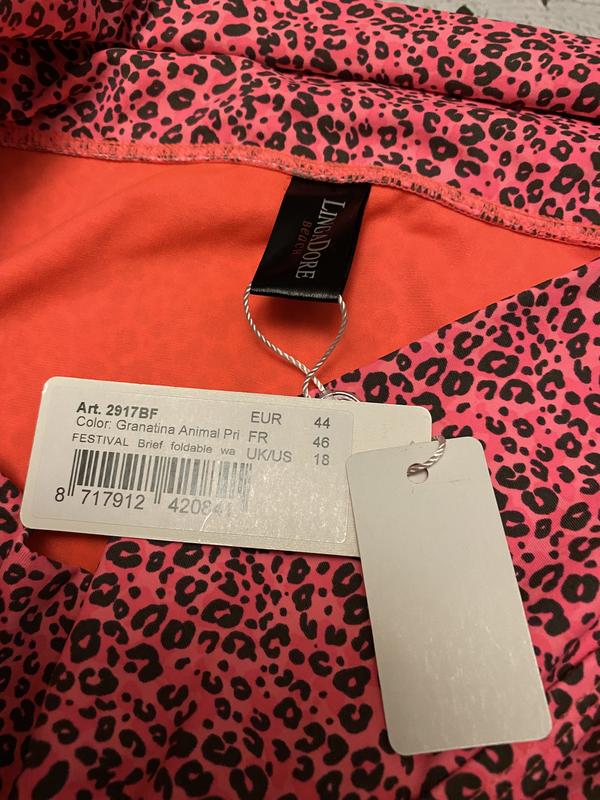 LINGADORE
Beach
Art. 2917BF
Color: Granatina Animal Pri
FESTIVAL Brief foldable wa
EUR 44
FR 46
UK/US 18
8 717912 420841